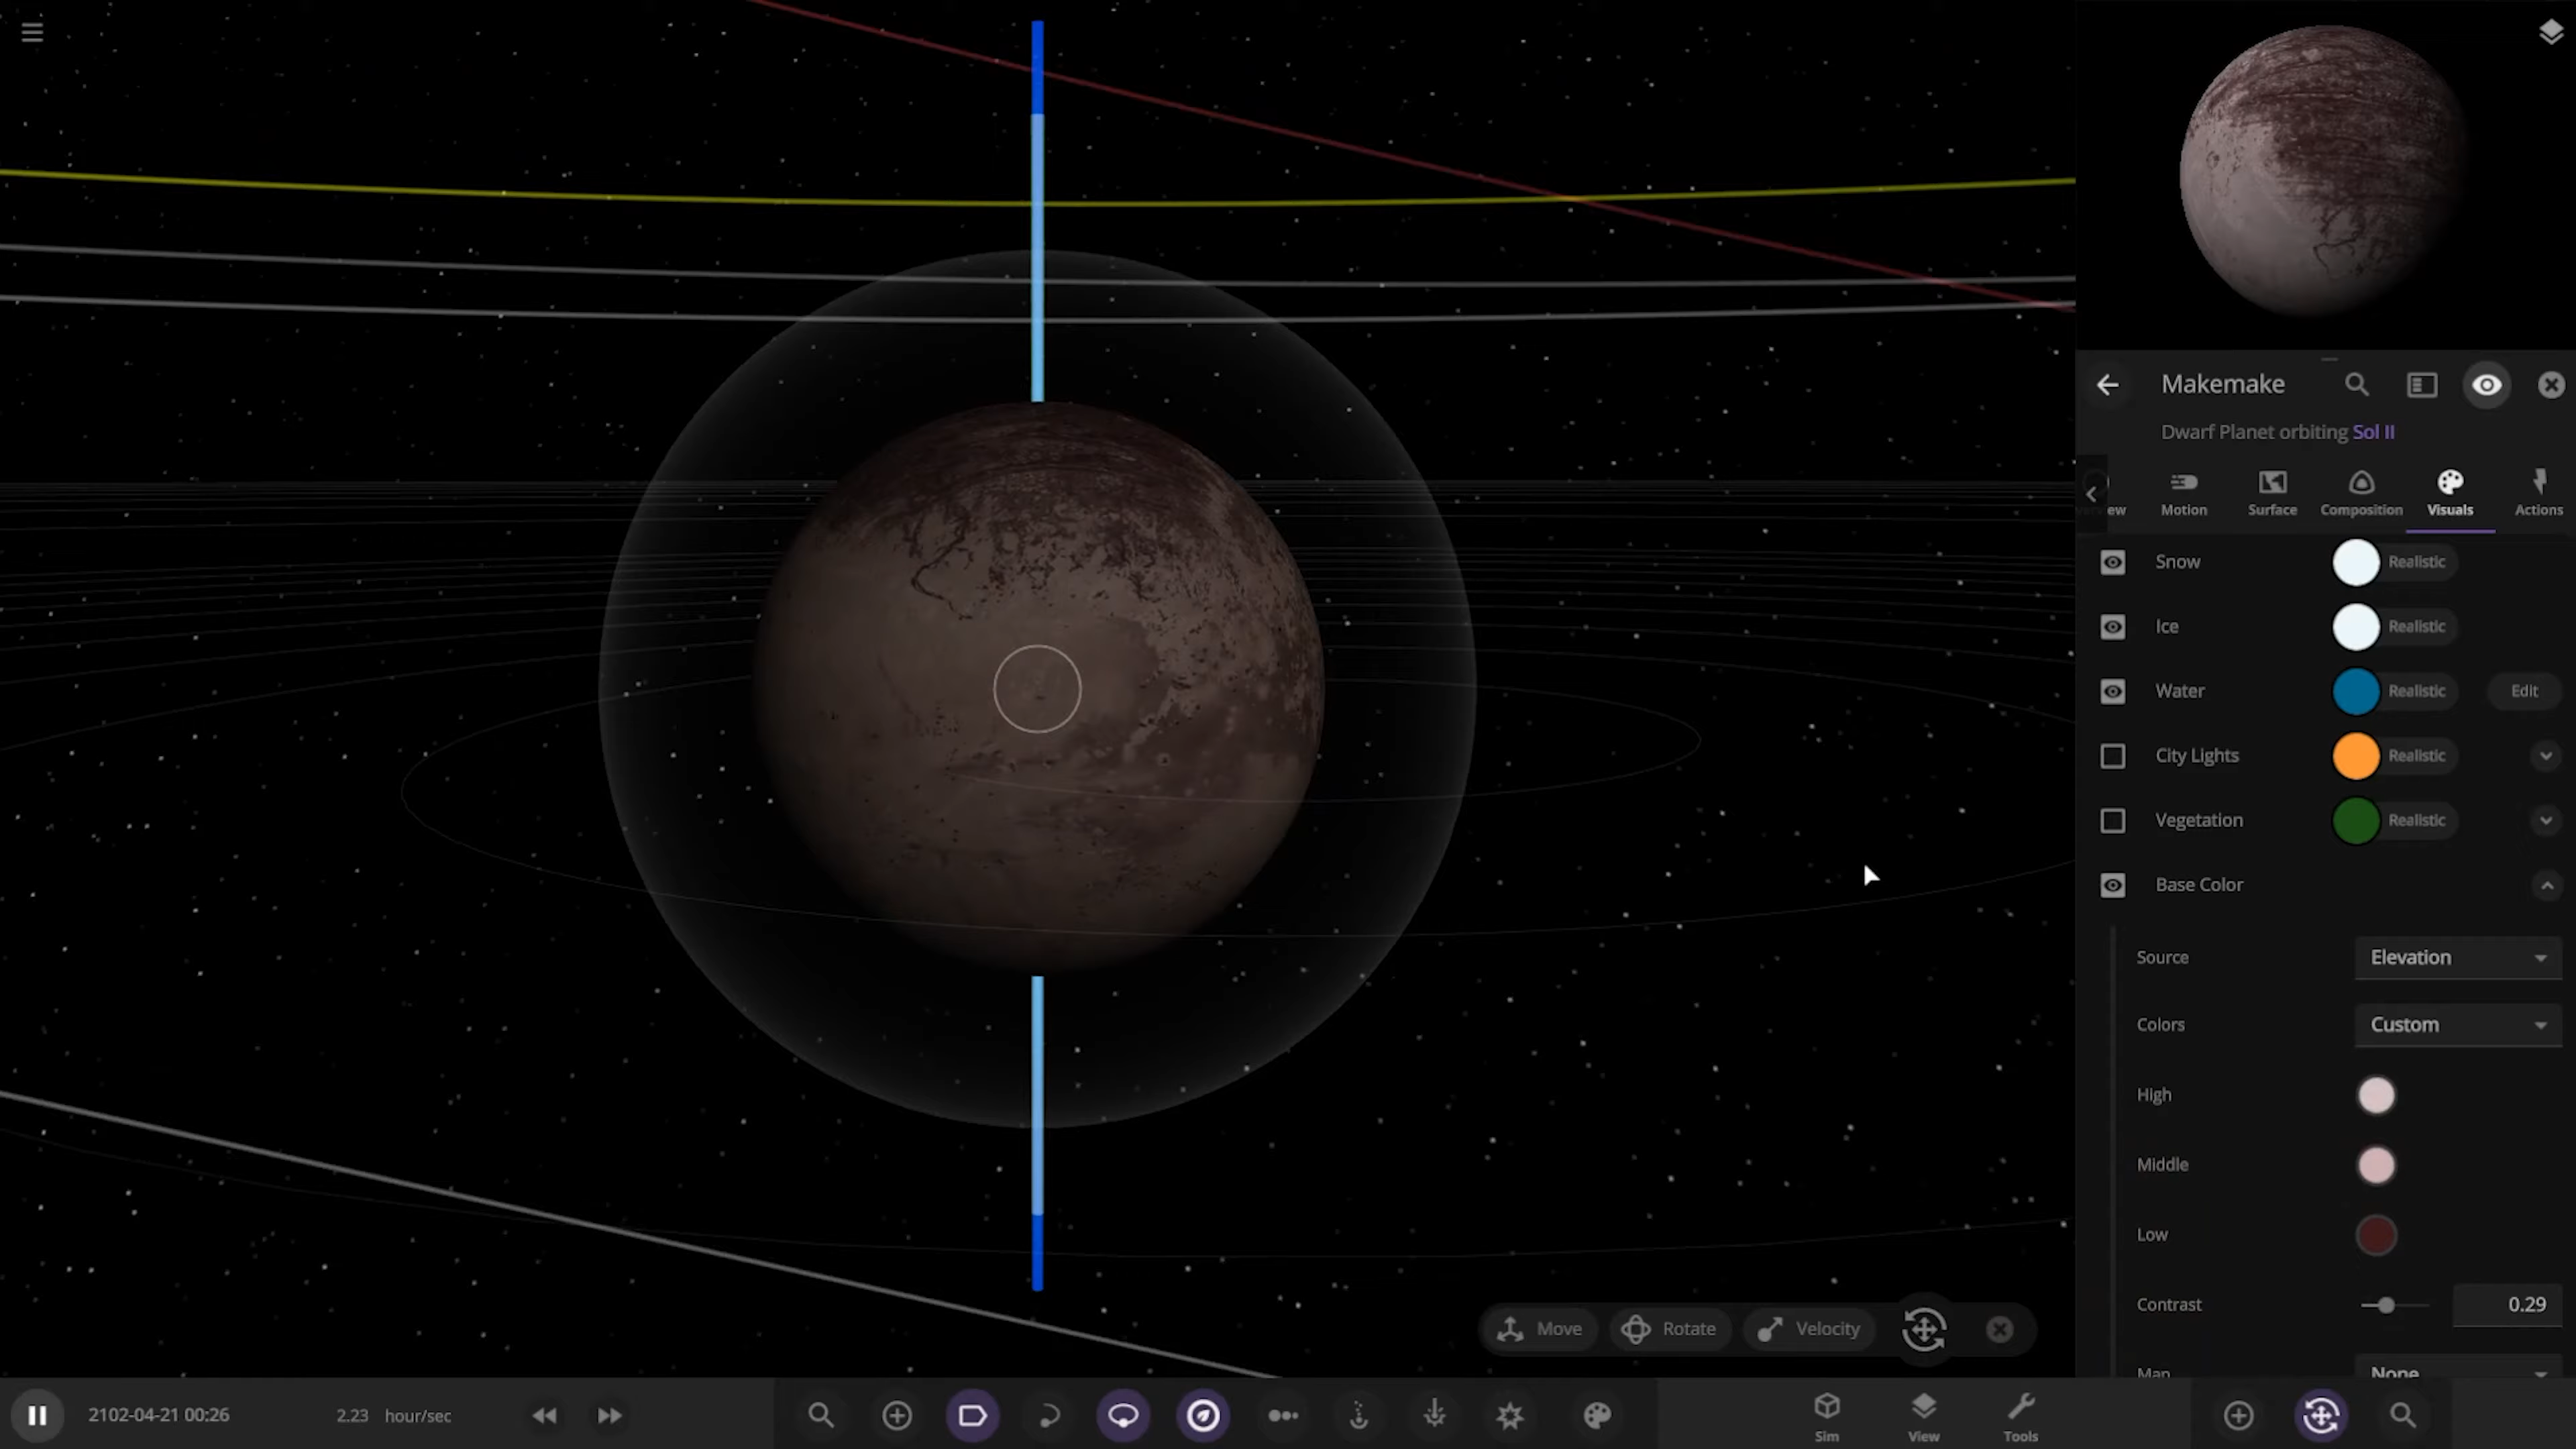 Makemake
Dwarf Planet orbiting Sol II
ew Motion Surface Composition Visuals Actions
Snow Realistic
Ice Realistic
Water Realistic Edit
City Lights Realistic
Vegetation Realistic
Base Color
Source Elevation
Colors Custom
High
Middle
Low
Contrast 0.29
Map None
Move Rotate Velocity
2102-04-21 00:26 2.23 hour/sec
Sim View Tools